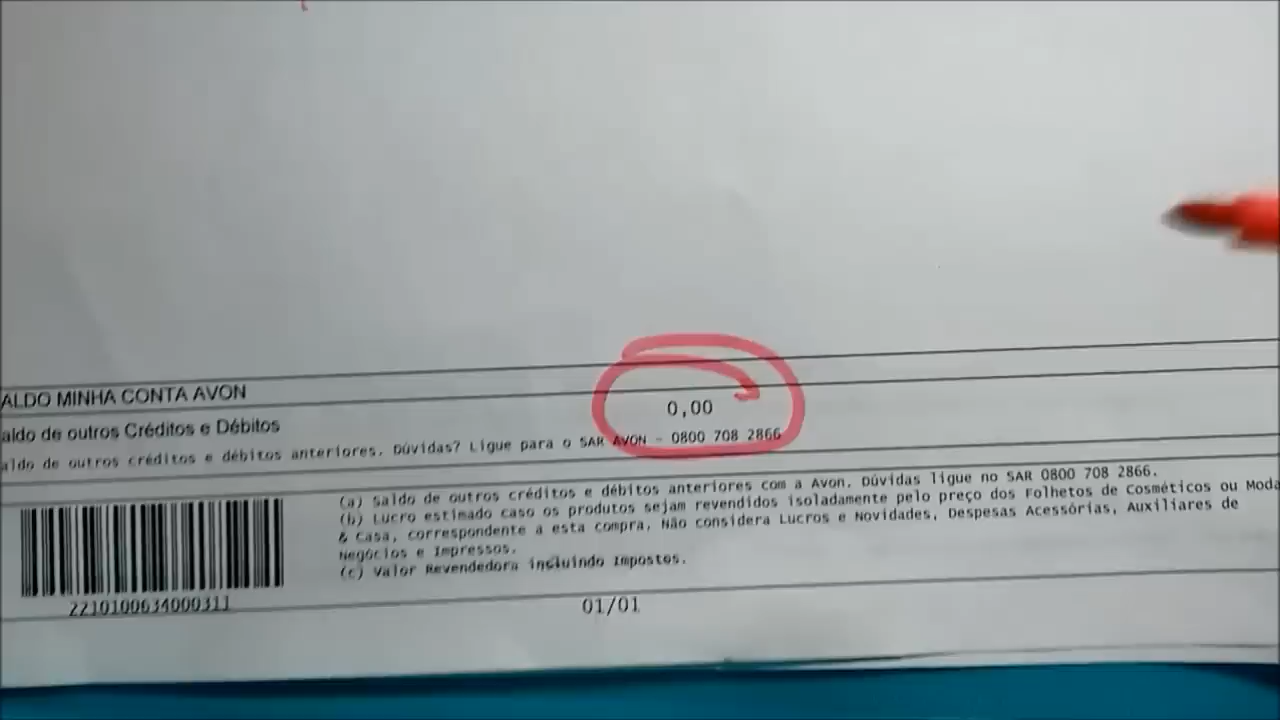 ALDO MINHA CONTA AVON
aldo de outros Créditos e Débitos
0,00
aldo de outros créditos e débitos anteriores. Dúvidas? Ligue para o SAR AVON - 0800 708 2866
(a) Saldo de outros créditos e débitos anteriores com a Avon. Dúvidas ligue no SAR 0800 708 2866.
(b) Lucro estimado caso os produtos sejam revendidos isoladamente pelo preço dos Folhetos de Cosméticos ou Moda
& Casa, correspondente a esta compra. Não considera Lucros e Novidades, Despesas Acessórias, Auxiliares de
Negócios e Impressos.
(c) Valor Revendedora incluindo Impostos.
2210100634000311
01/01